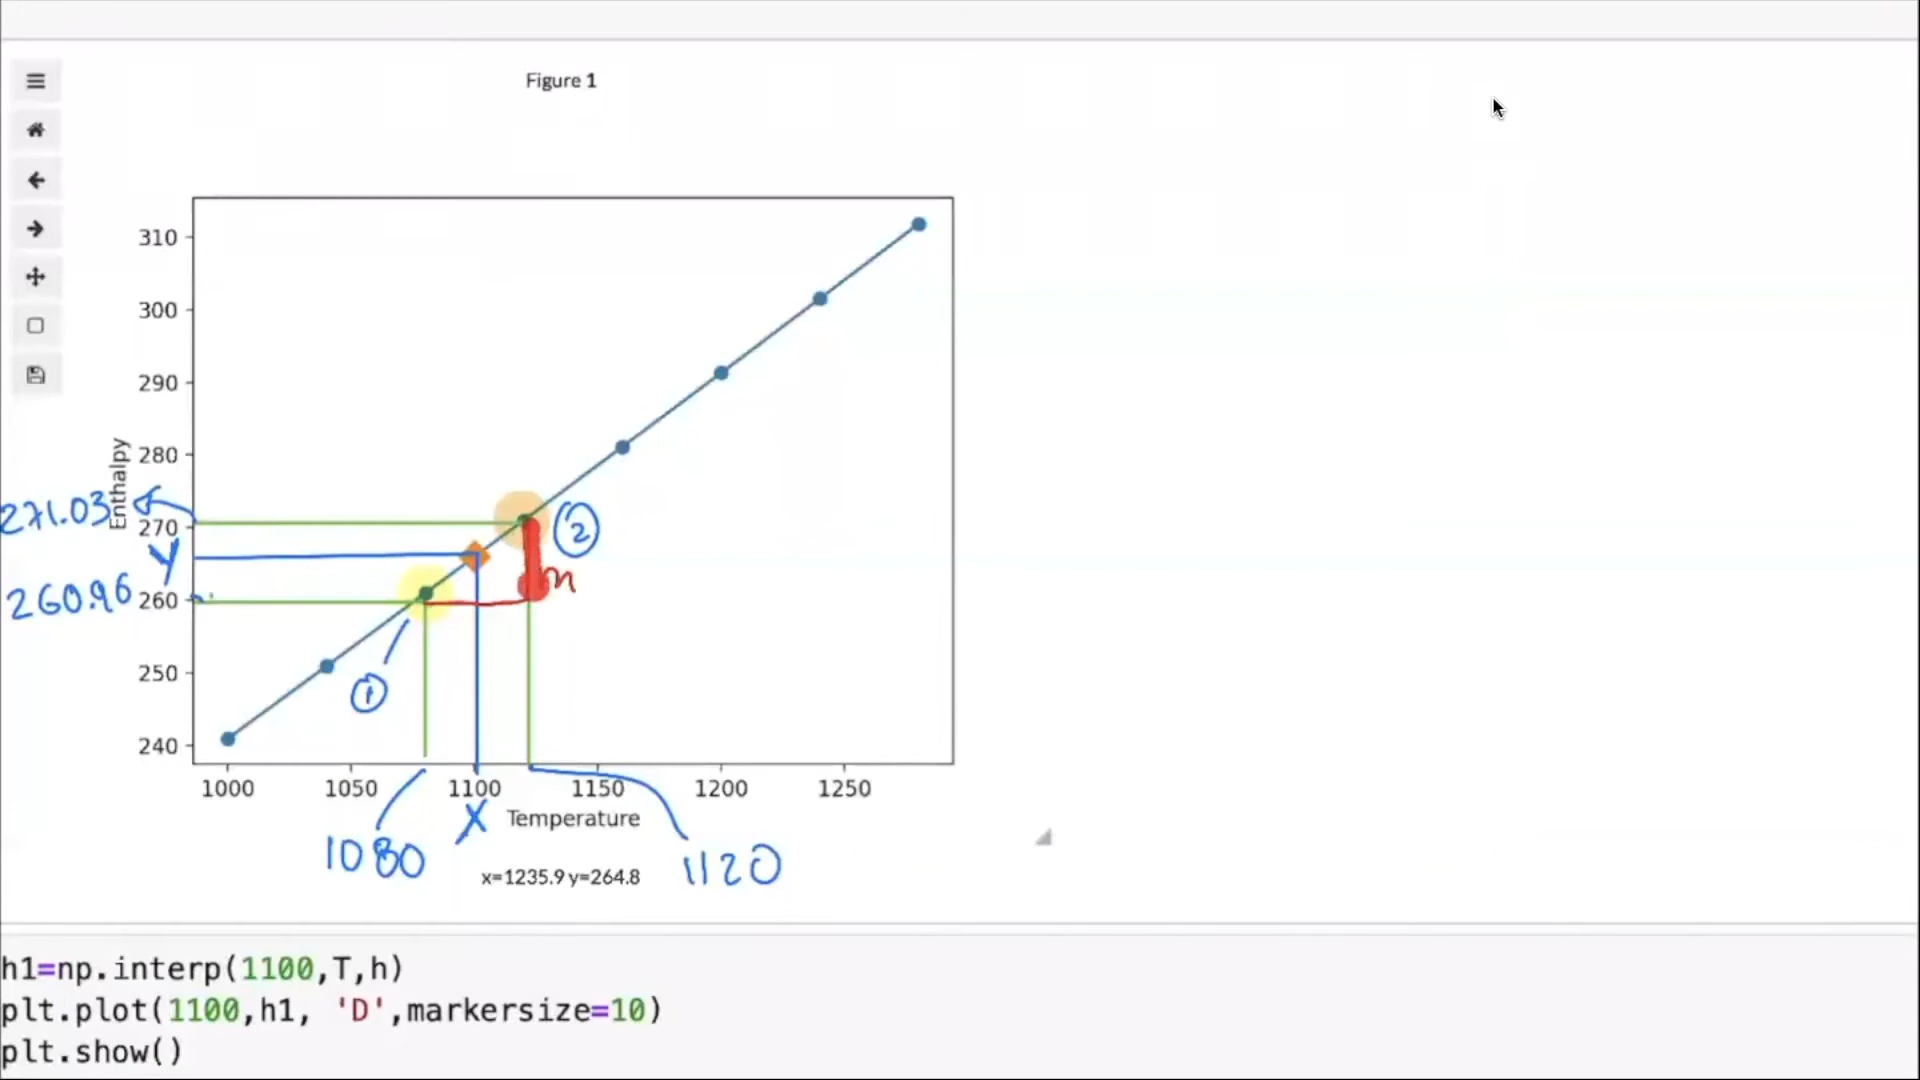 Figure 1
310
300
290
280
270
260
250
240
Enthalpy
271.03
Y
260.96
1
2
m
1000 1050 1100 1150 1200 1250
X
Temperature
1080
1120
x=1235.9 y=264.8
h1=np.interp(1100,T,h)
plt.plot(1100,h1, 'D',markersize=10)
plt.show()